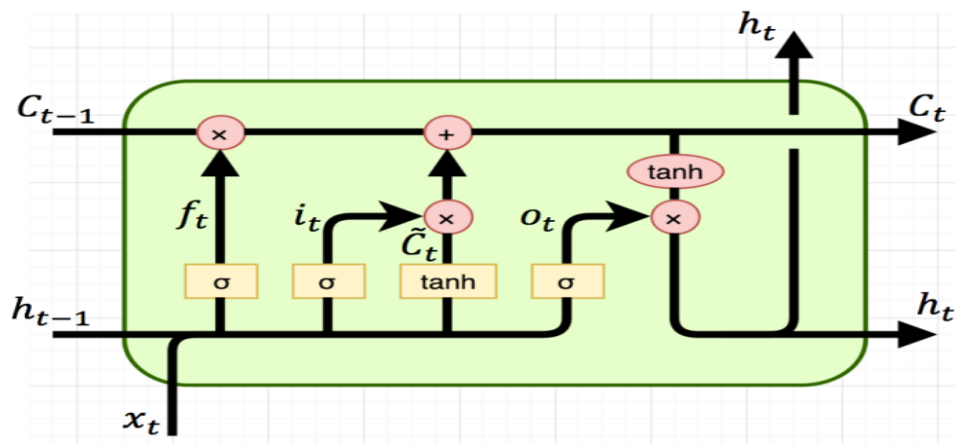 h_t
C_{t-1}
C_t
×
+
tanh
f_t
i_t
×
o_t
×
C̃_t
σ
σ
tanh
σ
h_{t-1}
h_t
x_t